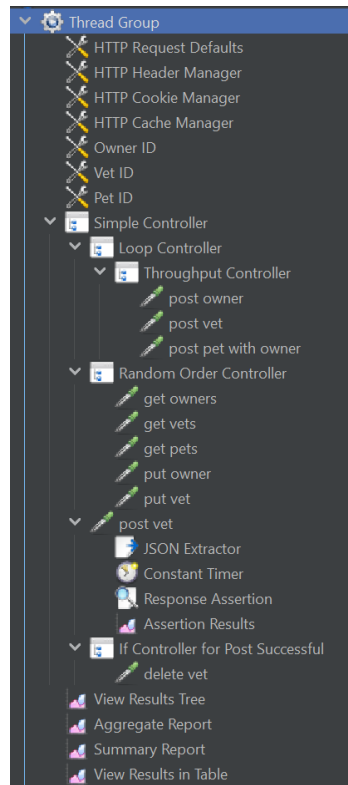 Thread Group
HTTP Request Defaults
HTTP Header Manager
HTTP Cookie Manager
HTTP Cache Manager
Owner ID
Vet ID
Pet ID
Simple Controller
Loop Controller
Throughput Controller
post owner
post vet
post pet with owner
Random Order Controller
get owners
get vets
get pets
put owner
put vet
post vet
JSON Extractor
Constant Timer
Response Assertion
Assertion Results
If Controller for Post Successful
delete vet
View Results Tree
Aggregate Report
Summary Report
View Results in Table